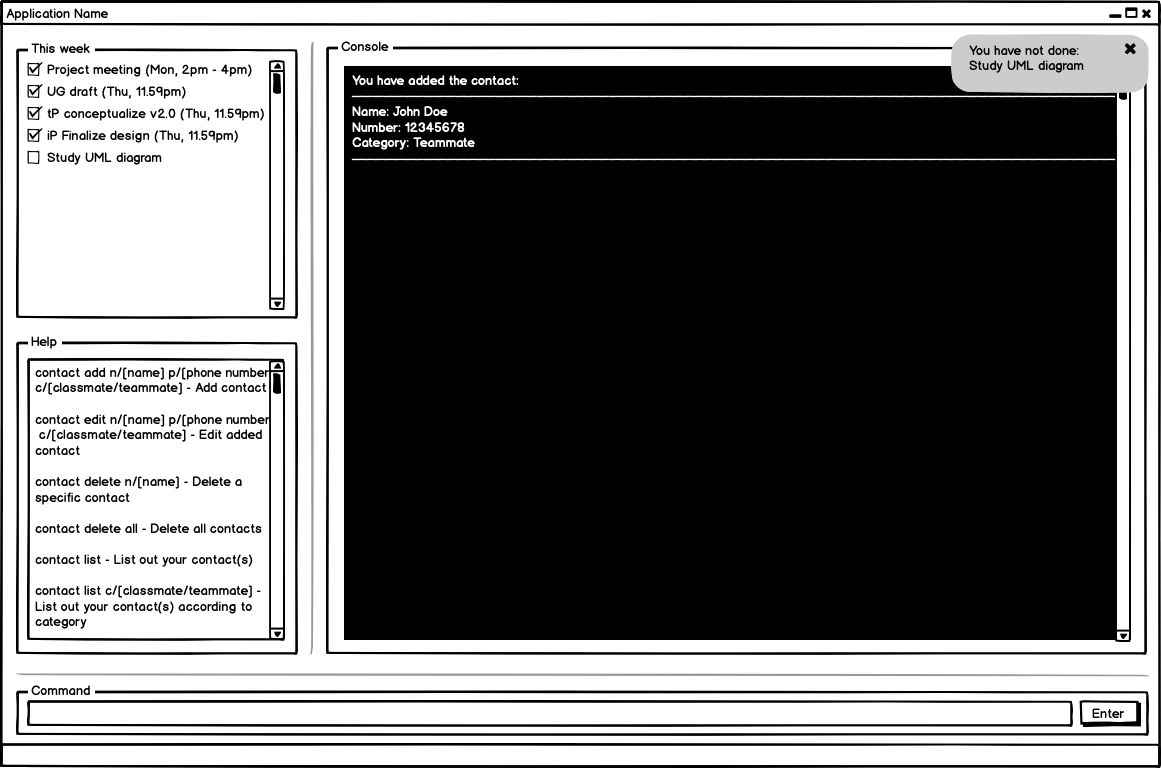 Application Name
This week
Project meeting (Mon, 2pm - 4pm)
UG draft (Thu, 11.59pm)
tP conceptualize v2.0 (Thu, 11.59pm)
iP Finalize design (Thu, 11.59pm)
Study UML diagram
Help
contact add n/[name] p/[phone number
c/[classmate/teammate] - Add contact
contact edit n/[name] p/[phone number
c/[classmate/teammate] - Edit added
contact
contact delete n/[name] - Delete a
specific contact
contact delete all - Delete all contacts
contact list - List out your contact(s)
contact list c/[classmate/teammate] -
List out your contact(s) according to
category
Console
You have added the contact:
Name: John Doe
Number: 12345678
Category: Teammate
You have not done:
Study UML diagram
Command
Enter